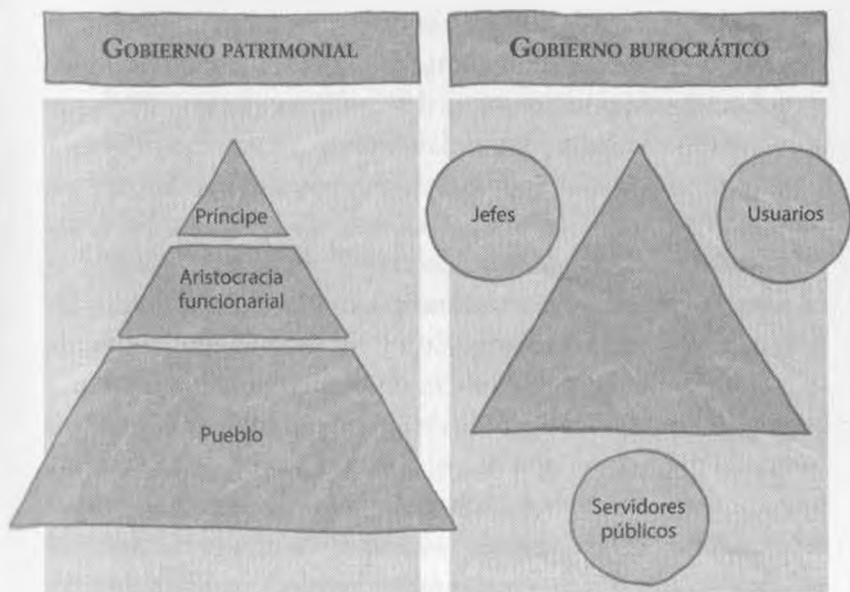 GOBIERNO PATRIMONIAL
GOBIERNO BUROCRÁTICO
Príncipe
Aristocracia
funcionarial
Pueblo
Jefes
Usuarios
Servidores
públicos